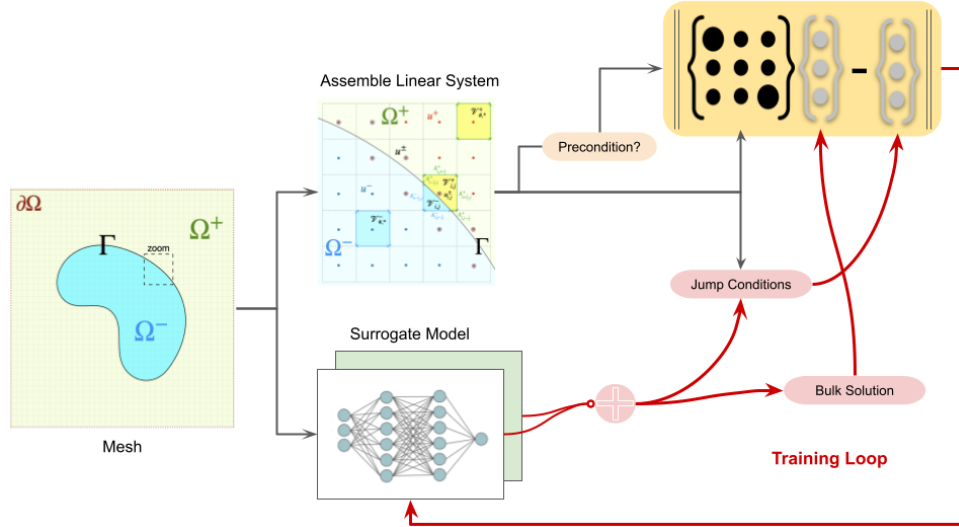 Assemble Linear System
Ω⁺
u⁺
u±
u⁻
Ω⁻
Γ
Precondition?
∂Ω
Ω⁺
Γ
zoom
Ω⁻
Mesh
Jump Conditions
Surrogate Model
Bulk Solution
Training Loop